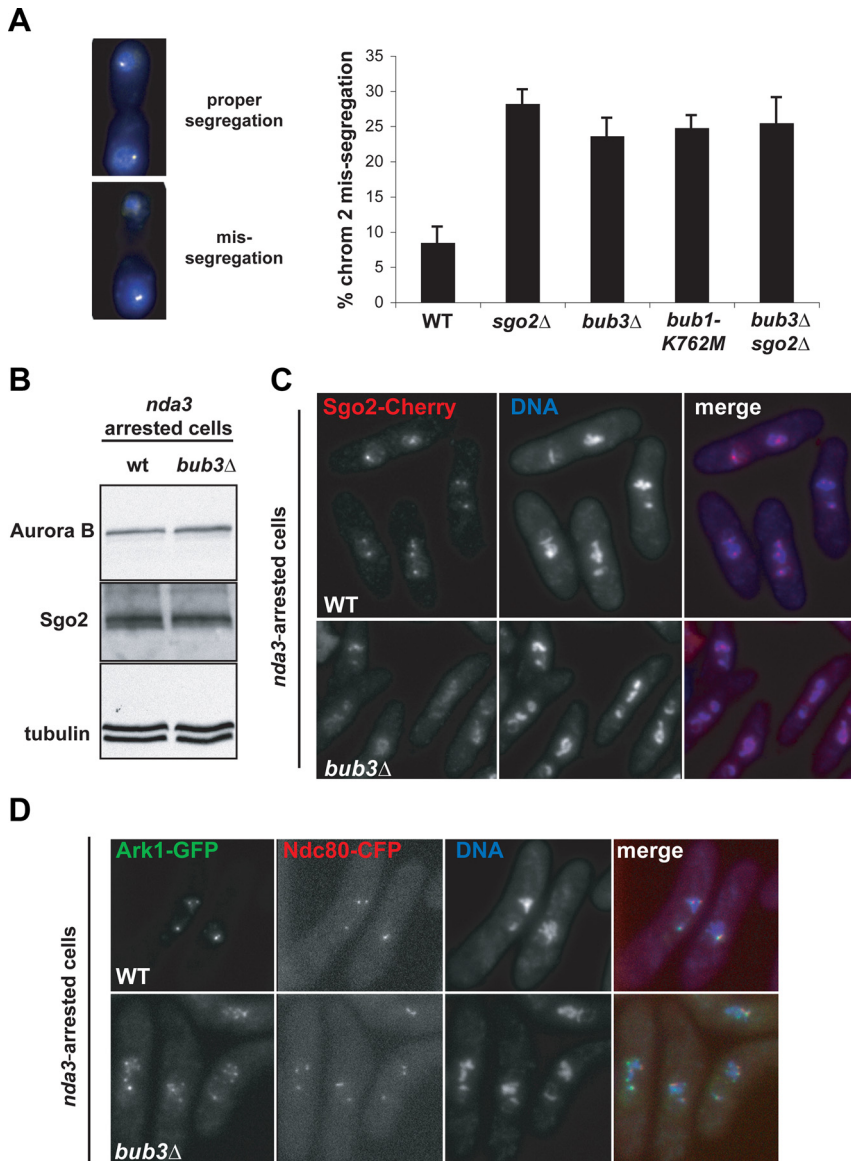 A
proper
segregation
mis-
segregation
% chrom 2 mis-segregation
35
30
25
20
15
10
5
0
WT
sgo2Δ
bub3Δ
bub1-
K762M
bub3Δ
sgo2Δ
B
nda3
arrested cells
wt
bub3Δ
Aurora B
Sgo2
tubulin
C
nda3-arrested cells
Sgo2-Cherry
DNA
merge
WT
bub3Δ
D
nda3-arrested cells
Ark1-GFP
Ndc80-CFP
DNA
merge
WT
bub3Δ